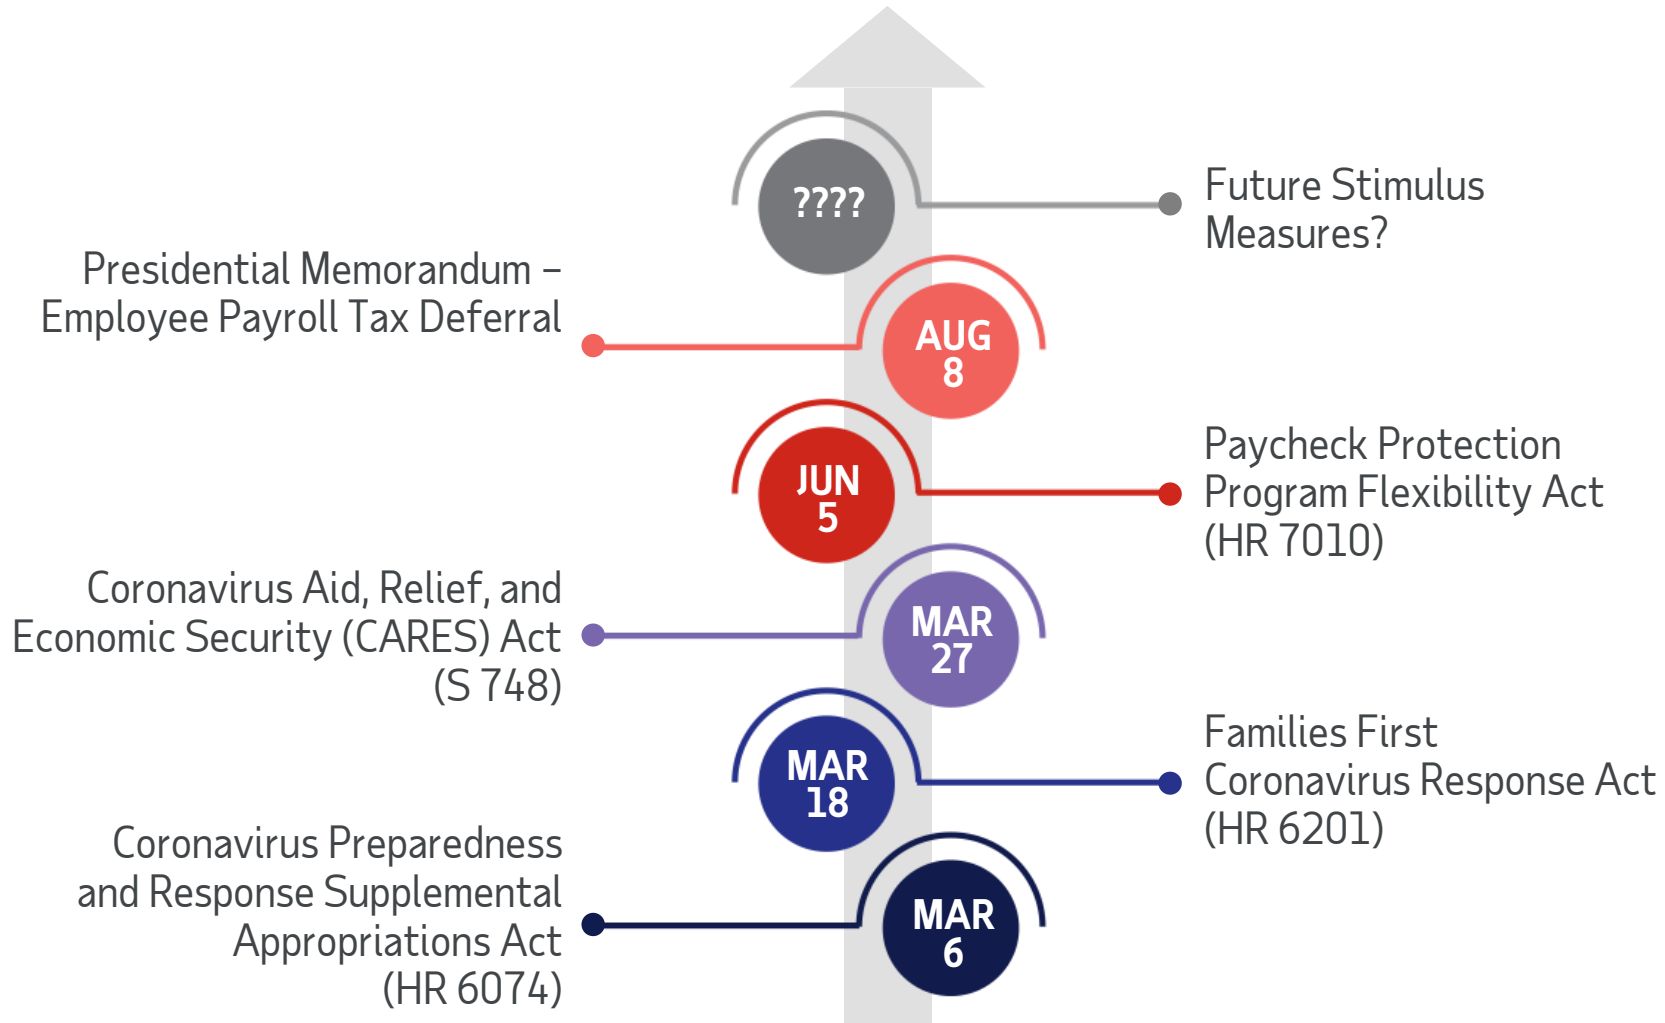 ????
Future Stimulus
Measures?
Presidential Memorandum –
Employee Payroll Tax Deferral
AUG
8
JUN
5
Paycheck Protection
Program Flexibility Act
(HR 7010)
Coronavirus Aid, Relief, and
Economic Security (CARES) Act
(S 748)
MAR
27
MAR
18
Families First
Coronavirus Response Act
(HR 6201)
Coronavirus Preparedness
and Response Supplemental
Appropriations Act
(HR 6074)
MAR
6